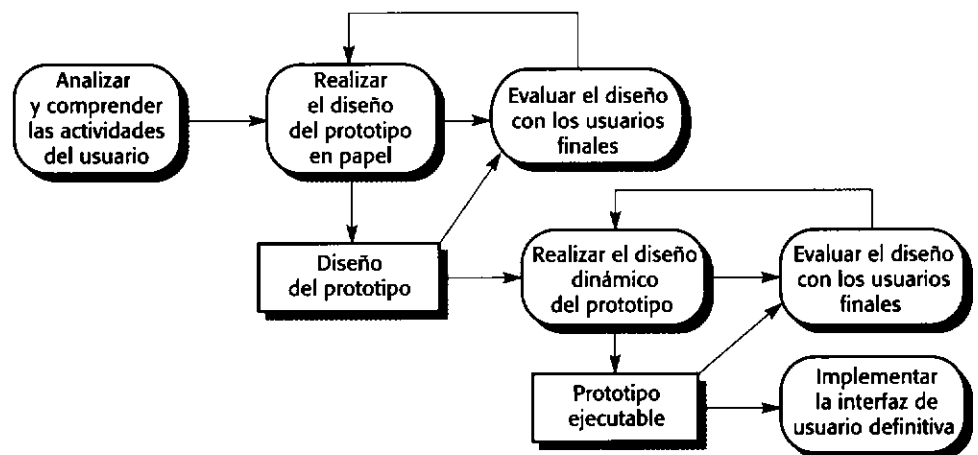 Analizar
y comprender
las actividades
del usuario
Realizar
el diseño
del prototipo
en papel
Evaluar el diseño
con los usuarios
finales
Diseño
del prototipo
Realizar el diseño
dinámico
del prototipo
Evaluar el diseño
con los usuarios
finales
Prototipo
ejecutable
Implementar
la interfaz de
usuario definitiva